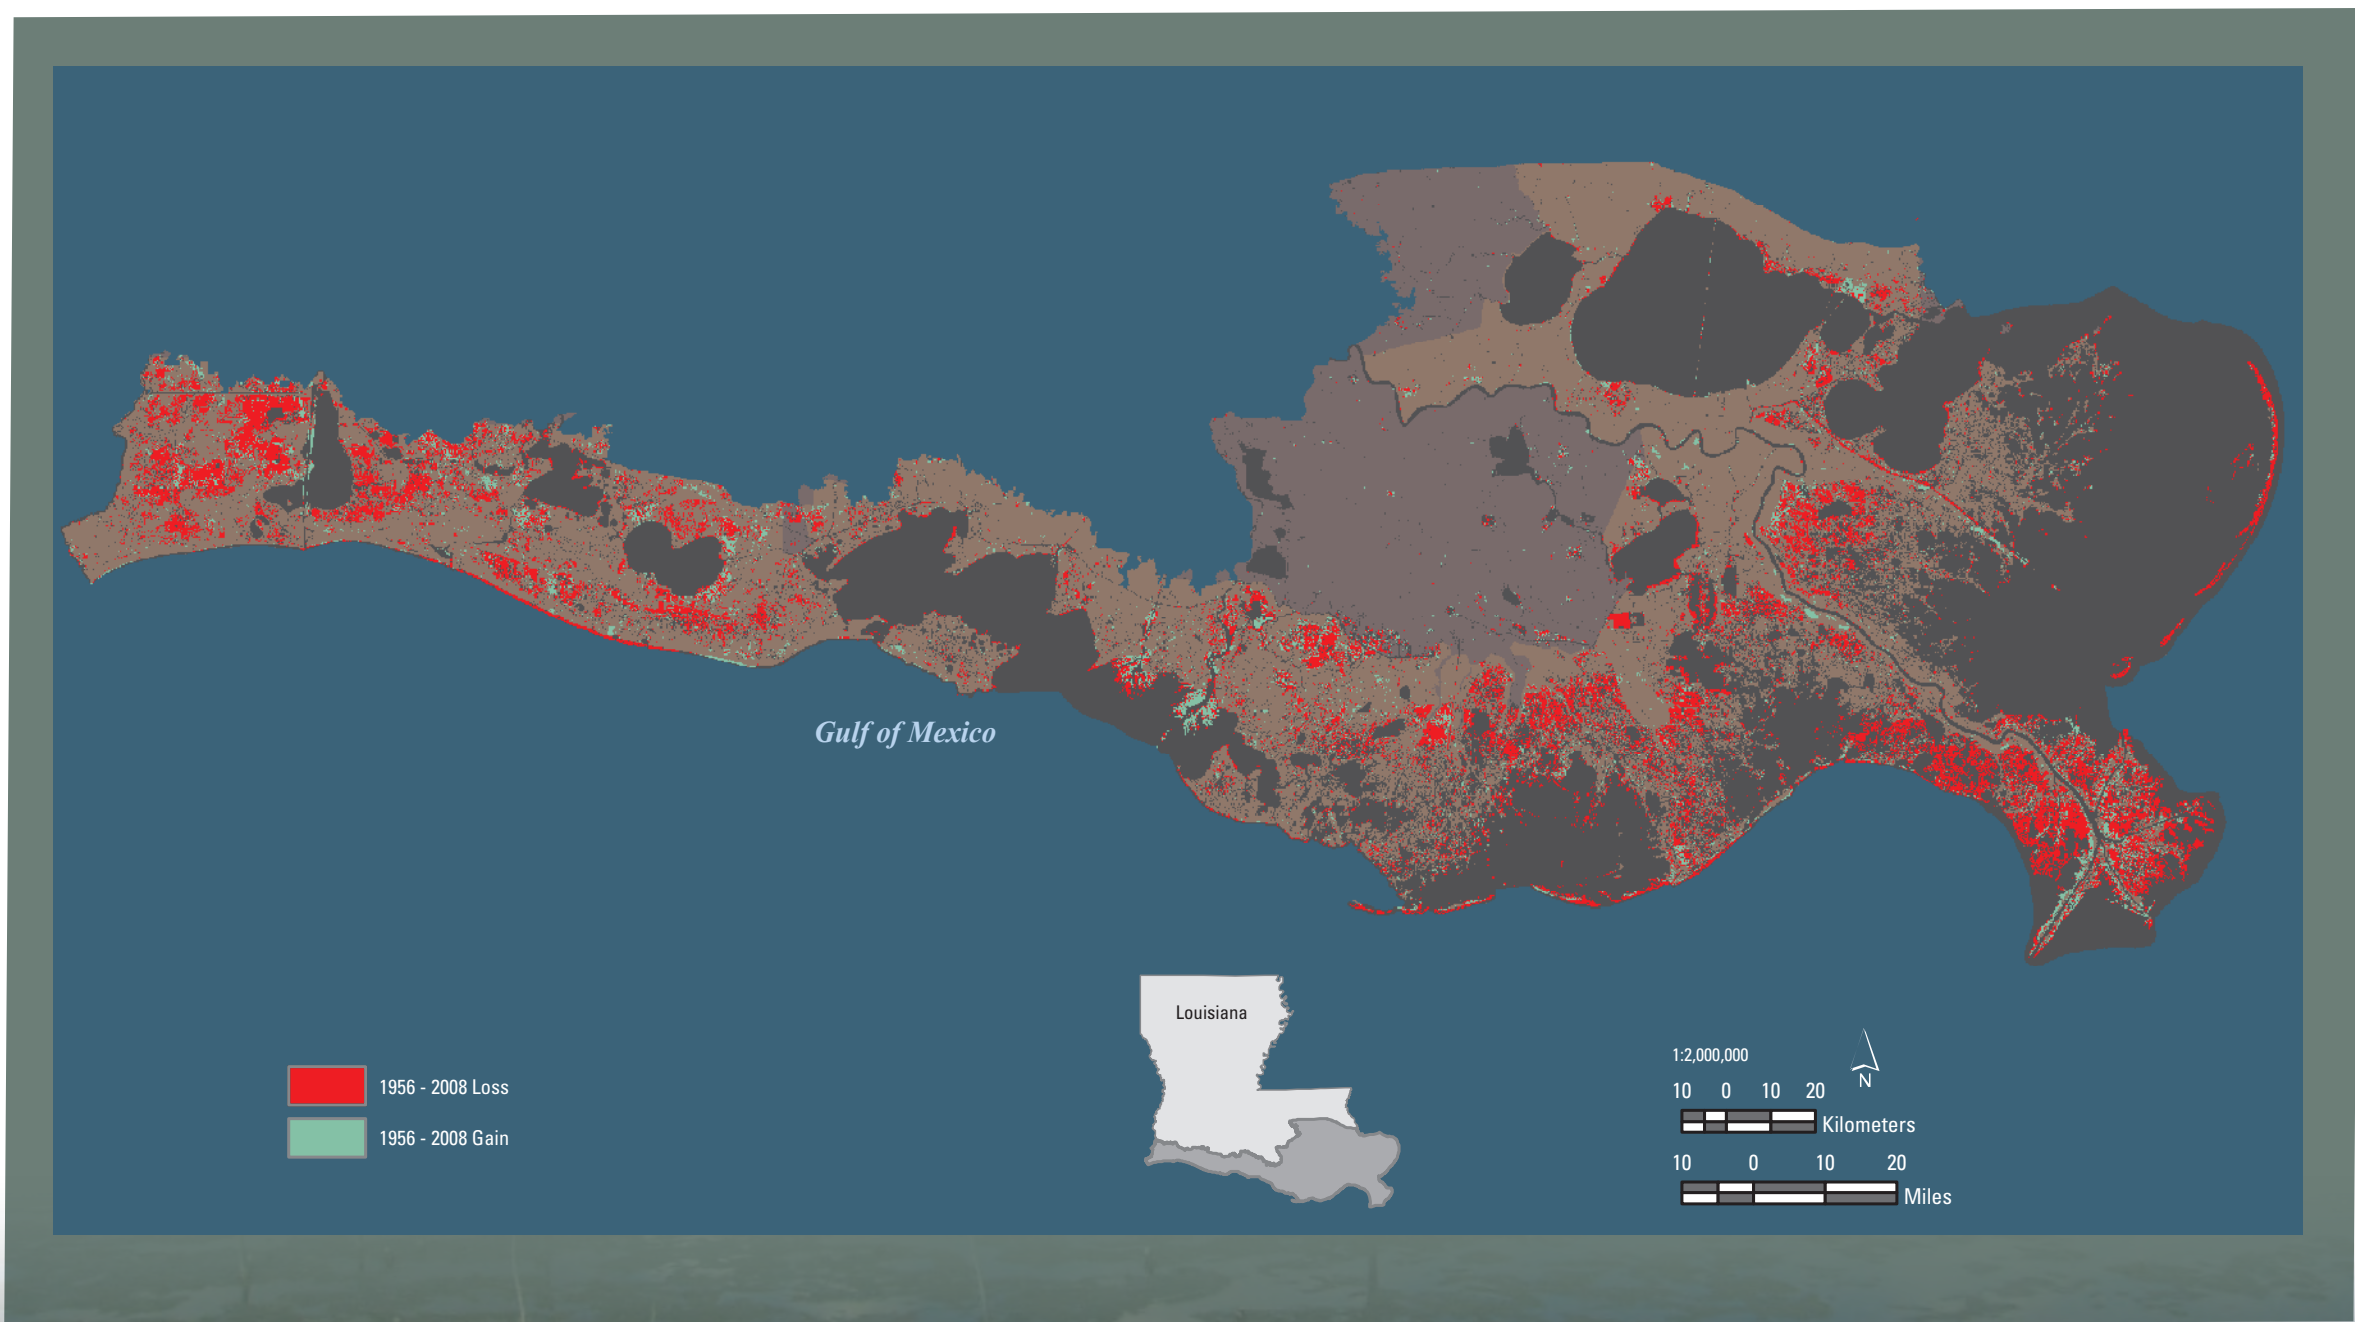 Gulf of Mexico
Louisiana
1956 - 2008 Loss
1956 - 2008 Gain
1:2,000,000
N
10 0 10 20
Kilometers
10 0 10 20
Miles